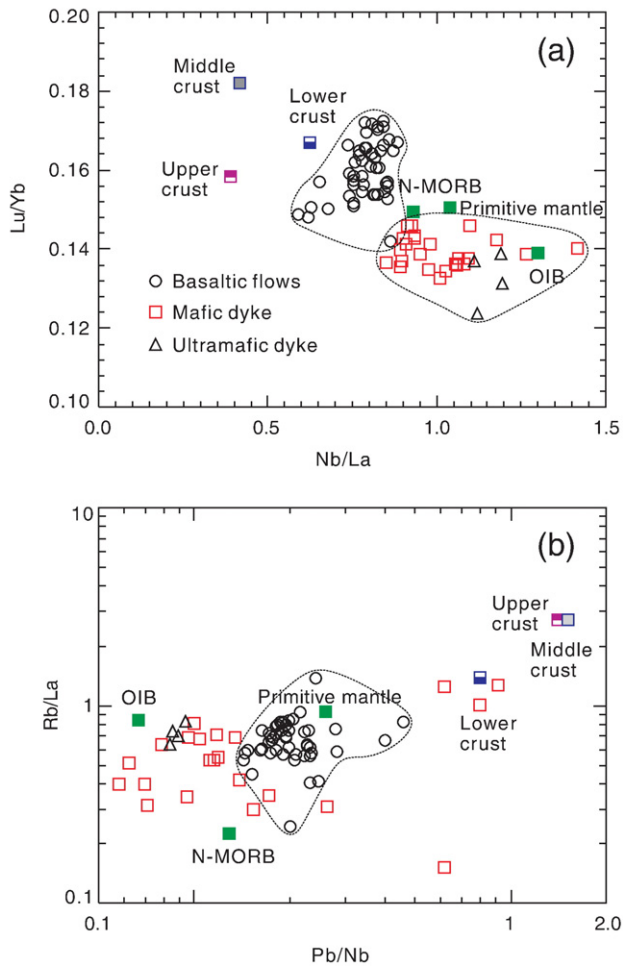 0.20
(a)
Middle
crust
0.18
Lower
crust
Upper
crust
0.16
N-MORB
Primitive mantle
Lu/Yb
0.14
Basaltic flows
OIB
Mafic dyke
0.12
Ultramafic dyke
0.10
0.0 0.5 1.0 1.5
Nb/La
10
(b)
Upper
crust
Middle
crust
OIB
Primitive mantle
1
Lower
crust
Rb/La
N-MORB
0.1
0.1 1 2.0
Pb/Nb